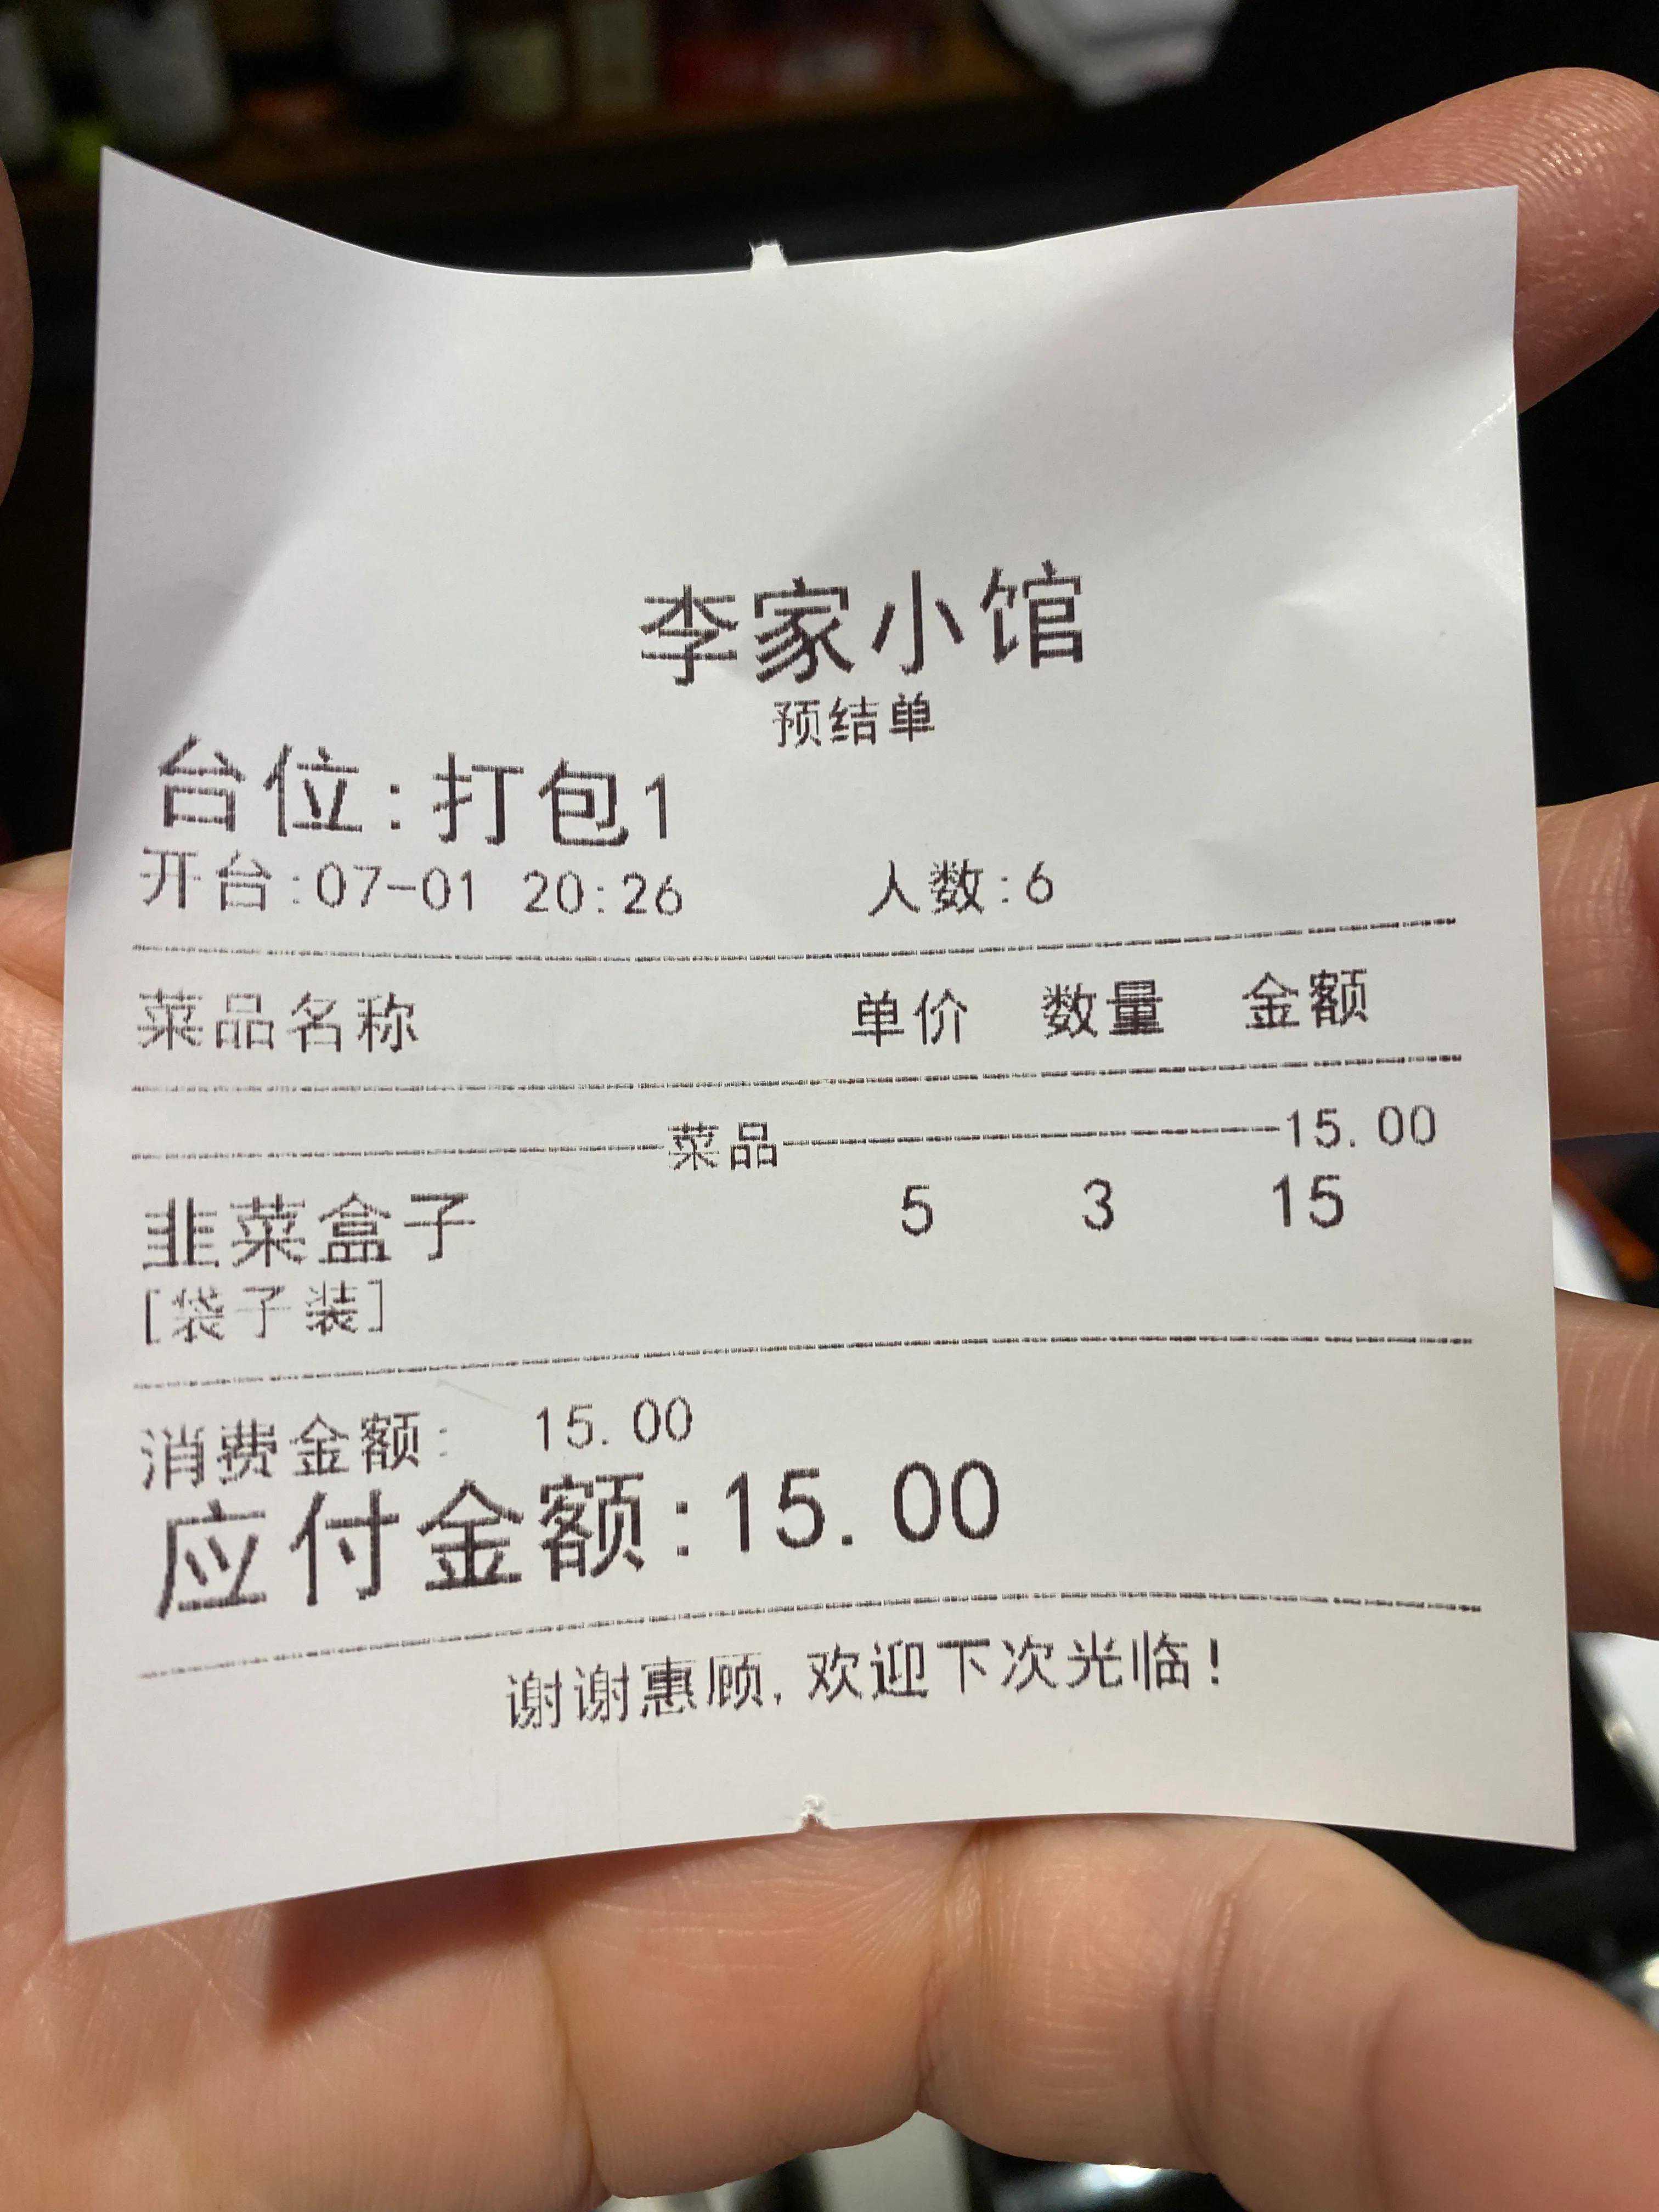 李家小馆
预结单
台位:打包1
开台:07-01 20:26 人数:6
菜品名称 单价 数量 金额
菜品 15.00
韭菜盒子 5 3 15
[袋子装]
消费金额: 15.00
应付金额:15.00
谢谢惠顾,欢迎下次光临!